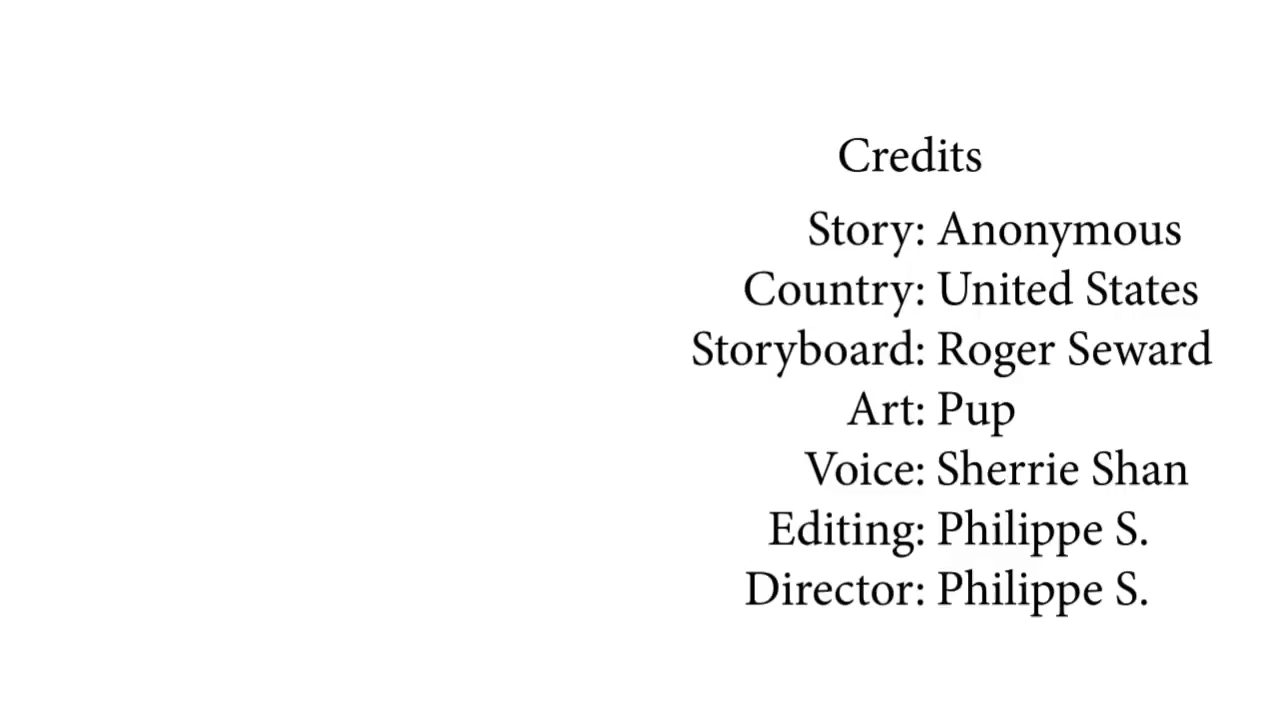 Credits
Story: Anonymous
Country: United States
Storyboard: Roger Seward
Art: Pup
Voice: Sherrie Shan
Editing: Philippe S.
Director: Philippe S.